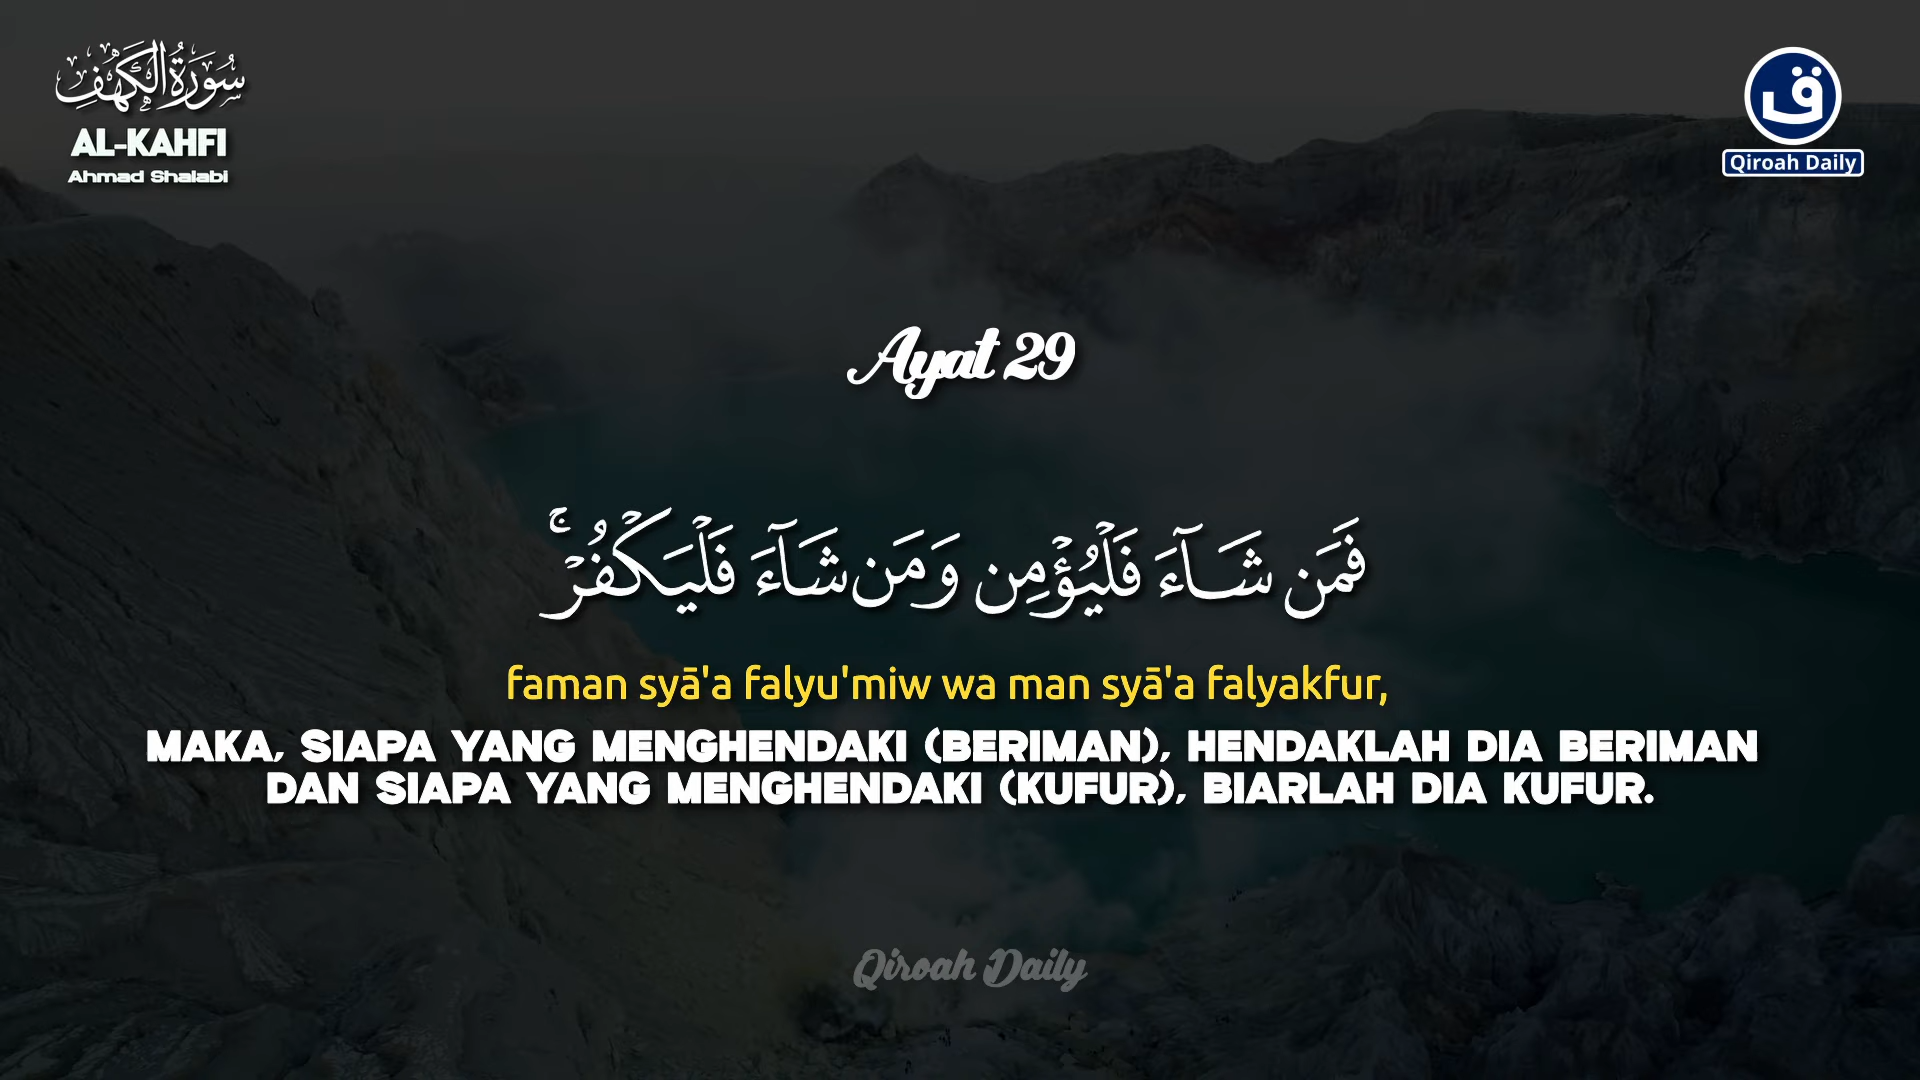 سُورَةُ الْكَهْفِ
AL-KAHFI
Ahmad Shalabi
ق
Qiroah Daily
Ayat 29
فَمَن شَآءَ فَلْيُؤْمِن وَمَن شَآءَ فَلْيَكْفُرْ ۚ
faman syā'a falyu'miw wa man syā'a falyakfur,
MAKA, SIAPA YANG MENGHENDAKI (BERIMAN), HENDAKLAH DIA BERIMAN
DAN SIAPA YANG MENGHENDAKI (KUFUR), BIARLAH DIA KUFUR.
Qiroah Daily